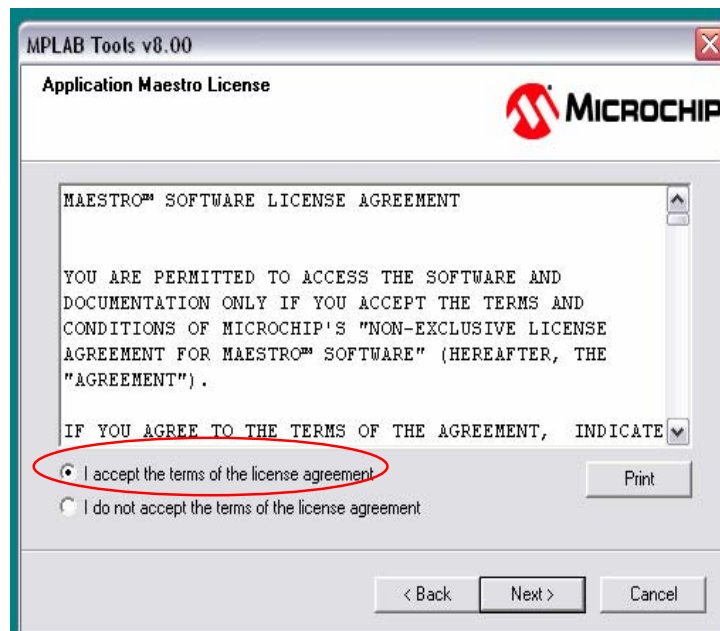 MPLAB Tools v8.00
Application Maestro License
MICROCHIP
MAESTRO™ SOFTWARE LICENSE AGREEMENT
YOU ARE PERMITTED TO ACCESS THE SOFTWARE AND
DOCUMENTATION ONLY IF YOU ACCEPT THE TERMS AND
CONDITIONS OF MICROCHIP'S "NON-EXCLUSIVE LICENSE
AGREEMENT FOR MAESTRO™ SOFTWARE" (HEREAFTER, THE
"AGREEMENT").
IF YOU AGREE TO THE TERMS OF THE AGREEMENT, INDICATE
I accept the terms of the license agreement
Print
I do not accept the terms of the license agreement
< Back Next > Cancel